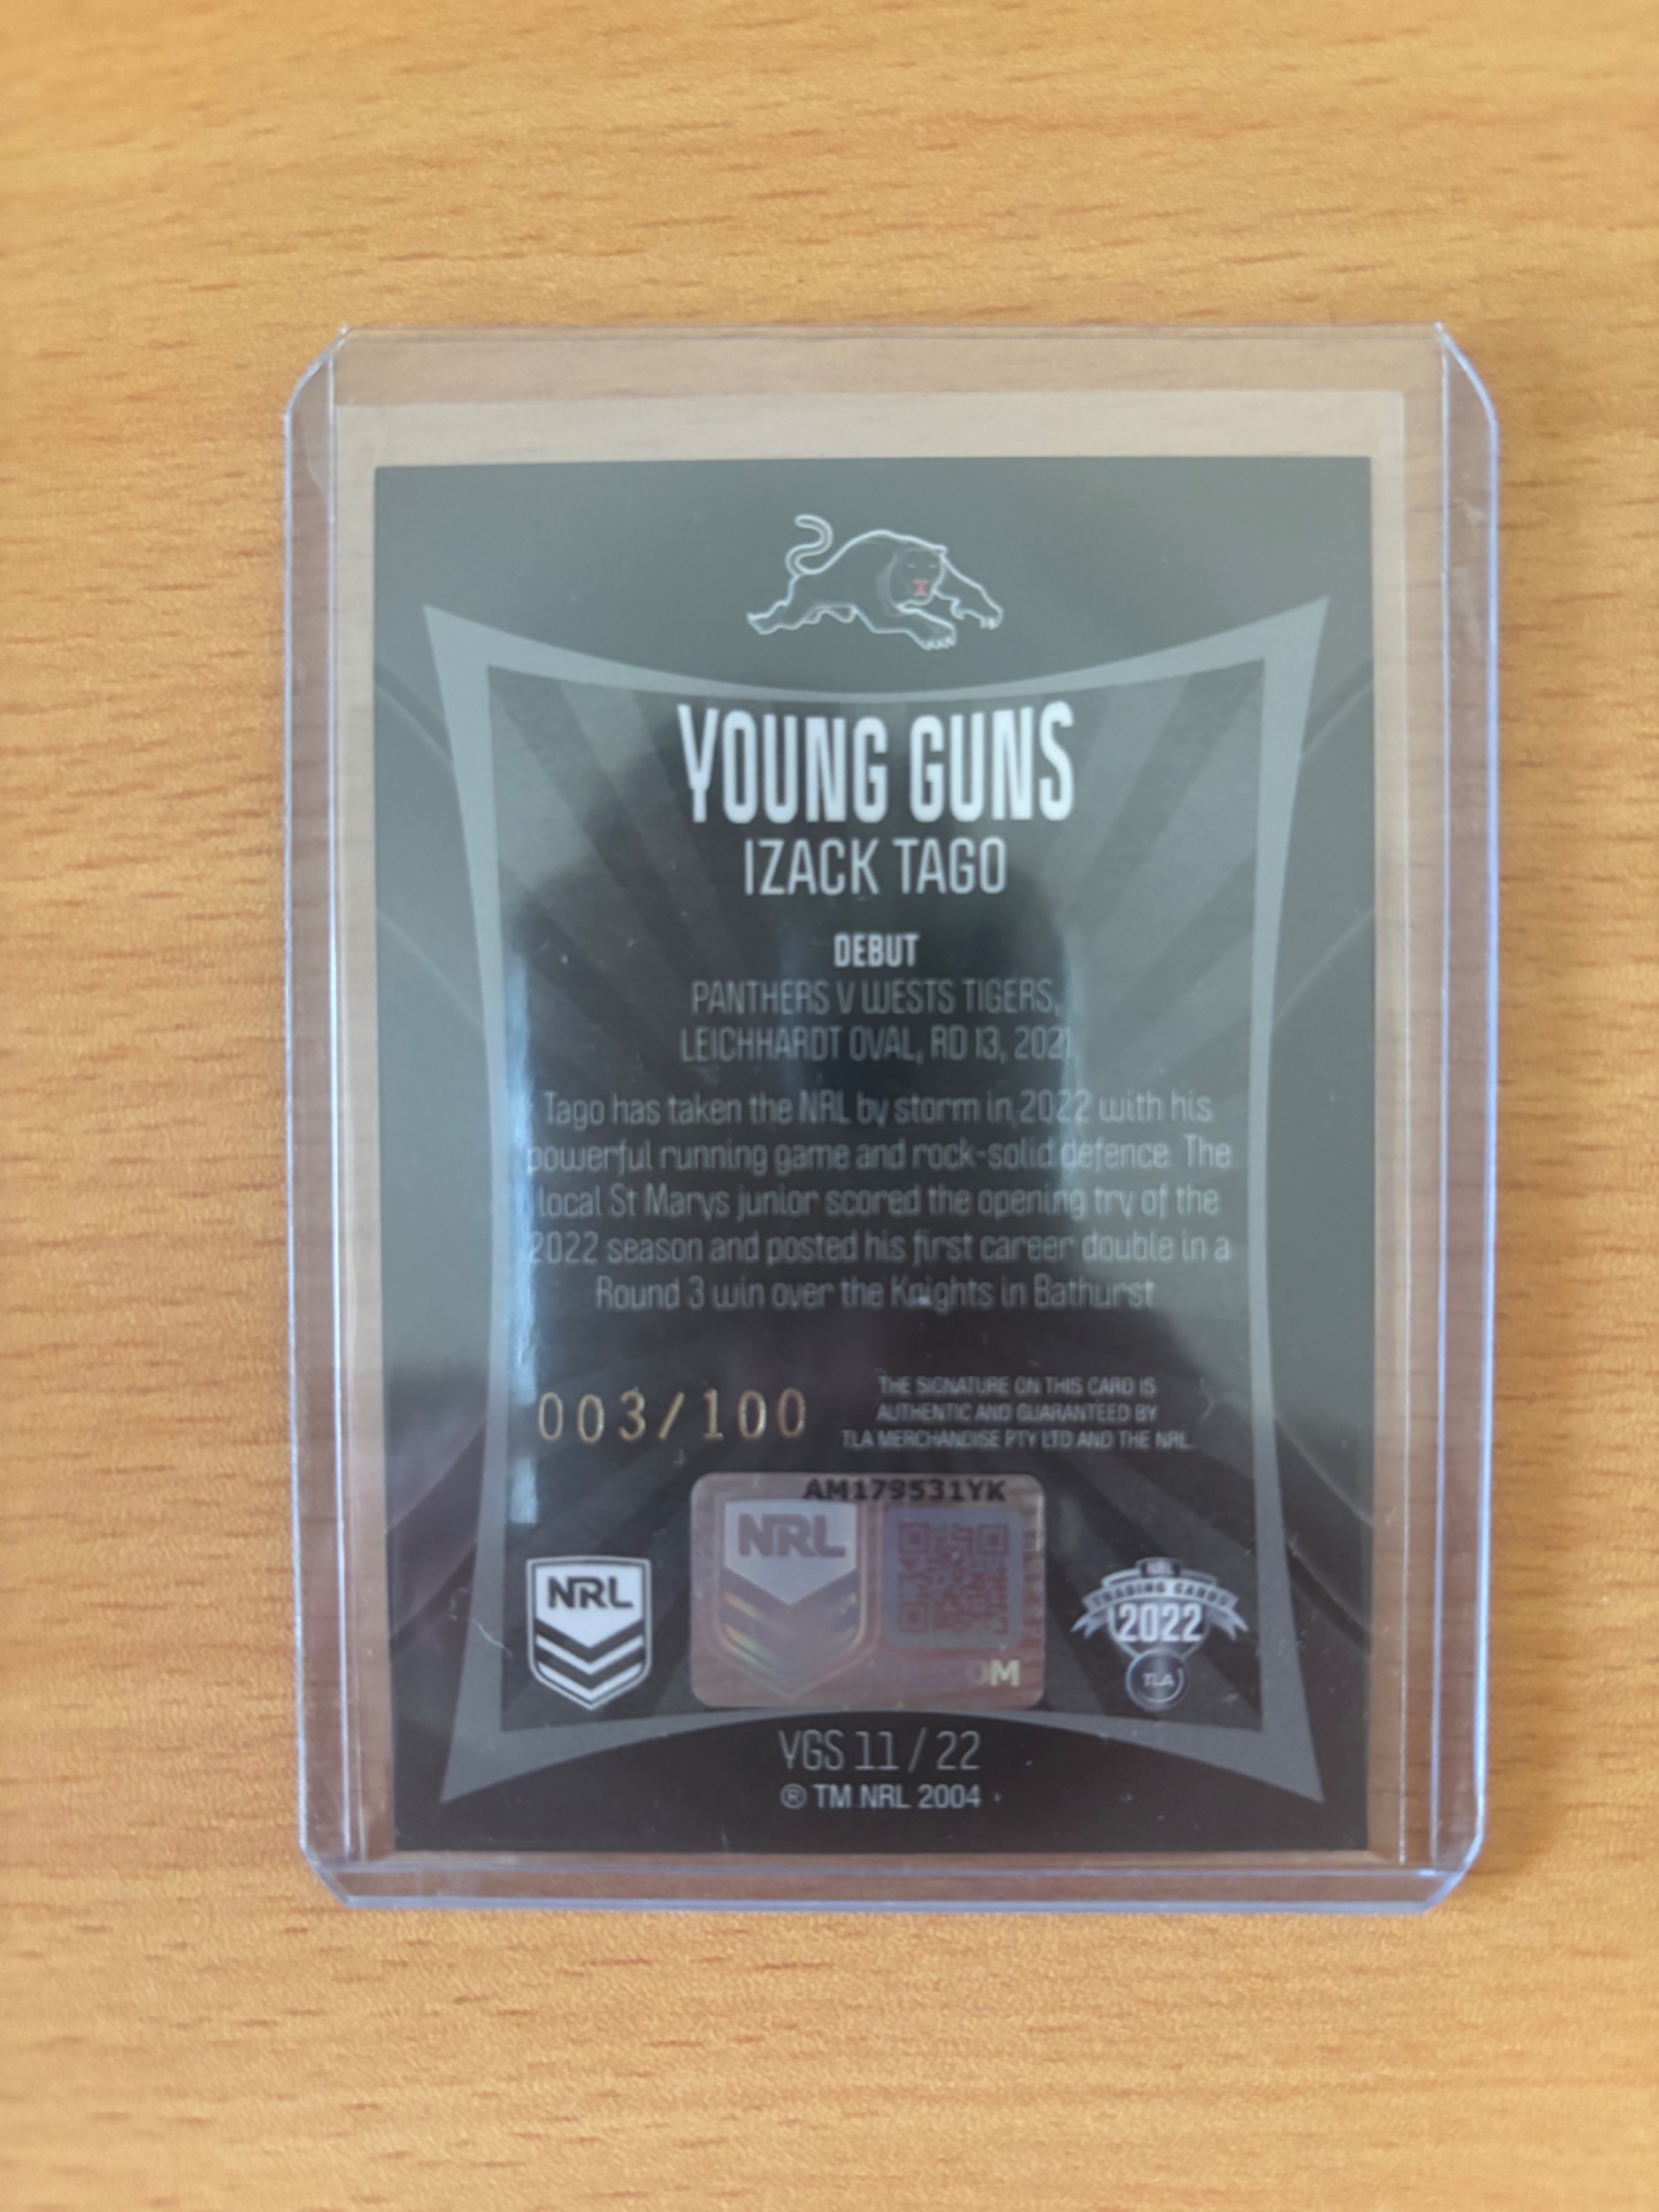 YOUNG GUNS
IZACK TAGO
DEBUT
PANTHERS V WESTS TIGERS,
LEICHHARDT OVAL, RD 13, 2021
Tago has taken the NRL by storm in 2022 with his
powerful running game and rock-solid defence. The
local St Marys junior scored the opening try of the
2022 season and posted his first career double in a
Round 3 win over the Knights in Bathurst
003/100
THE SIGNATURE ON THIS CARD IS
AUTHENTIC AND GUARANTEED BY
TLA MERCHANDISE PTY LTD AND THE NRL.
AM179531YK
NRL
COM
NRL
NRL
TRADING CARDS
2022
TLA
YGS 11 / 22
® TM NRL 2004